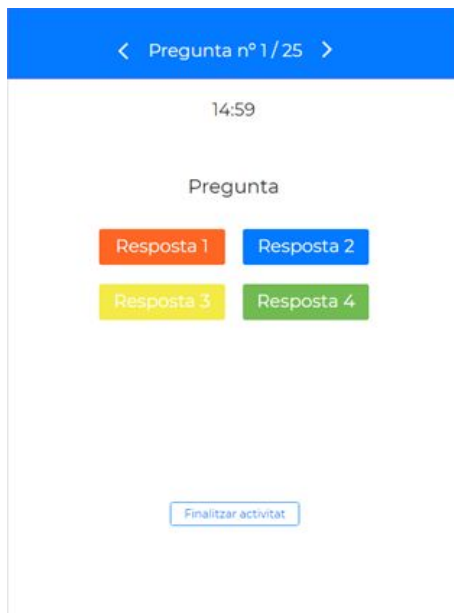 Pregunta nº 1 / 25
14:59
Pregunta
Resposta 1 Resposta 2
Resposta 3 Resposta 4
Finalitzar activitat